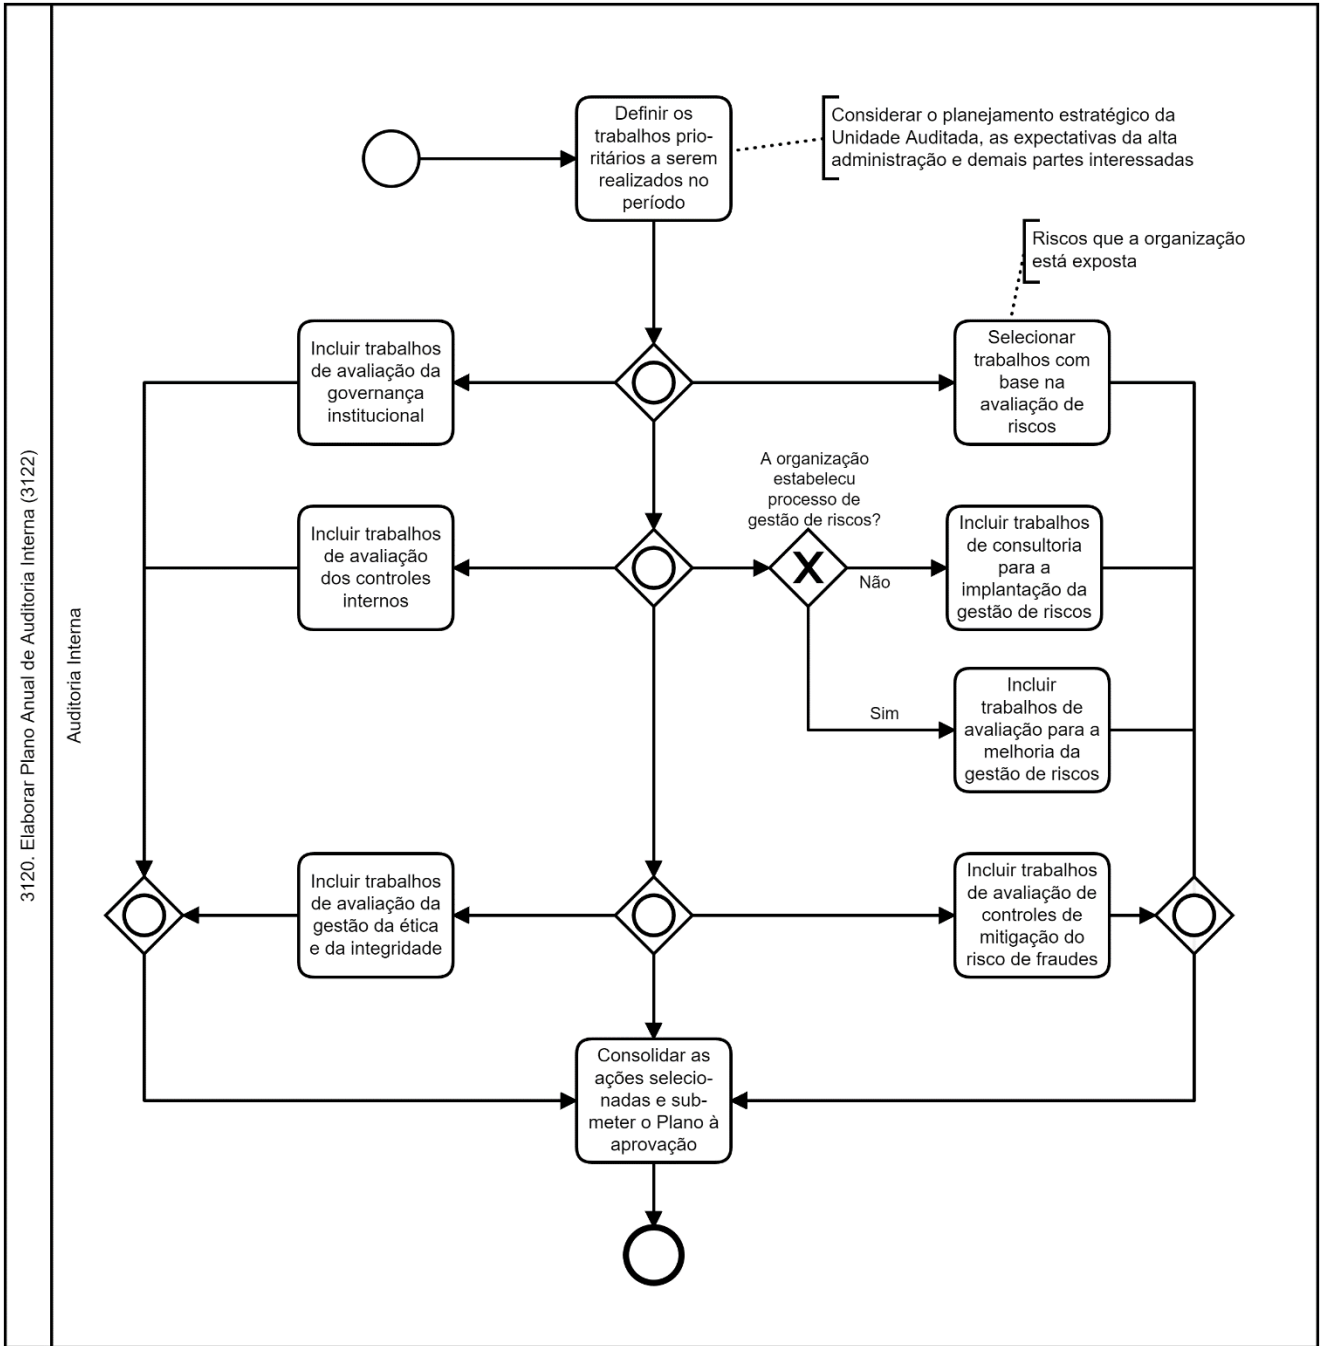 3120. Elaborar Plano Anual de Auditoria Interna (3122)
Auditoria Interna
Definir os
trabalhos prio-
ritários a serem
realizados no
período
Considerar o planejamento estratégico da
Unidade Auditada, as expectativas da alta
administração e demais partes interessadas
Riscos que a organização
está exposta
Incluir trabalhos
de avaliação da
governança
institucional
Selecionar
trabalhos com
base na
avaliação de
riscos
A organização
estabelecu
processo de
gestão de riscos?
Incluir trabalhos
de avaliação
dos controles
internos
Não
Incluir trabalhos
de consultoria
para a
implantação da
gestão de riscos
Sim
Incluir
trabalhos de
avaliação para a
melhoria da
gestão de riscos
Incluir trabalhos
de avaliação da
gestão da ética
e da integridade
Incluir trabalhos
de avaliação de
controles de
mitigação do
risco de fraudes
Consolidar as
ações selecio-
nadas e sub-
meter o Plano à
aprovação